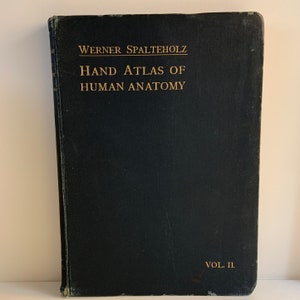 WERNER SPALTEHOLZ
HAND ATLAS OF
HUMAN ANATOMY
VOL. II.